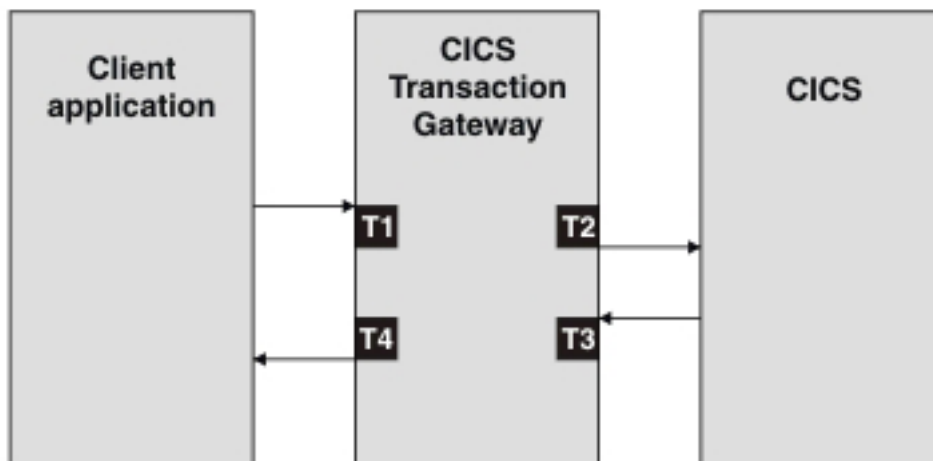 Client
application
CICS
Transaction
Gateway
CICS
T1
T2
T4
T3